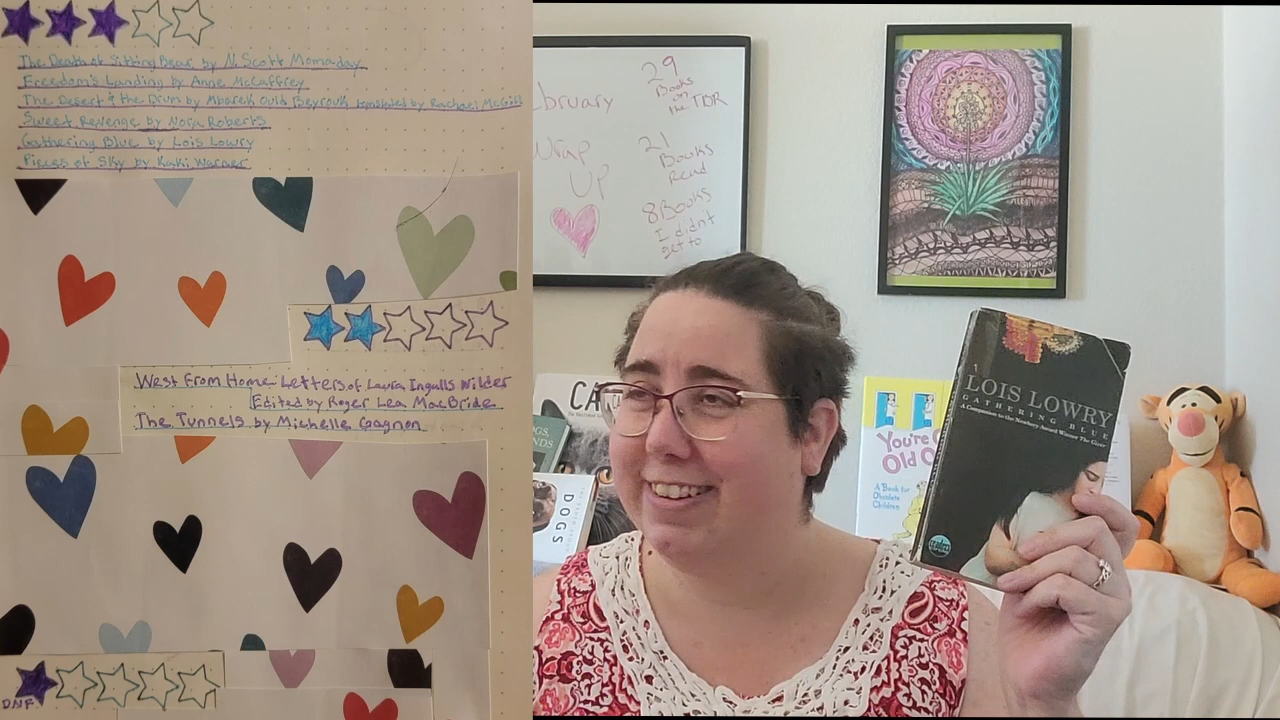 The Death of Sitting Bear by N. Scott Momaday
Freedom's Landing by Anne McCaffrey
The Desert & the Drum by Mbarek Ould Beyrouk translated by Rachael McGill
Sweet Revenge by Nora Roberts
Gathering Blue by Lois Lowry
Pieces of Sky by Kaki Warner
West From Home: Letters of Laura Ingalls Wilder
Edited by Roger Lea MacBride
The Tunnels by Michelle Gagnon
DNF
ebruary
Wrap
UP
29
Books
on
the TBR
21
Books
Read
8 Books
I didn't
get to
CA
DOGS
You're
Old
A Book for
Obsolete
Children
LOIS LOWRY
GATHERING BLUE
A Companion to the Newbery Award Winner The Giver